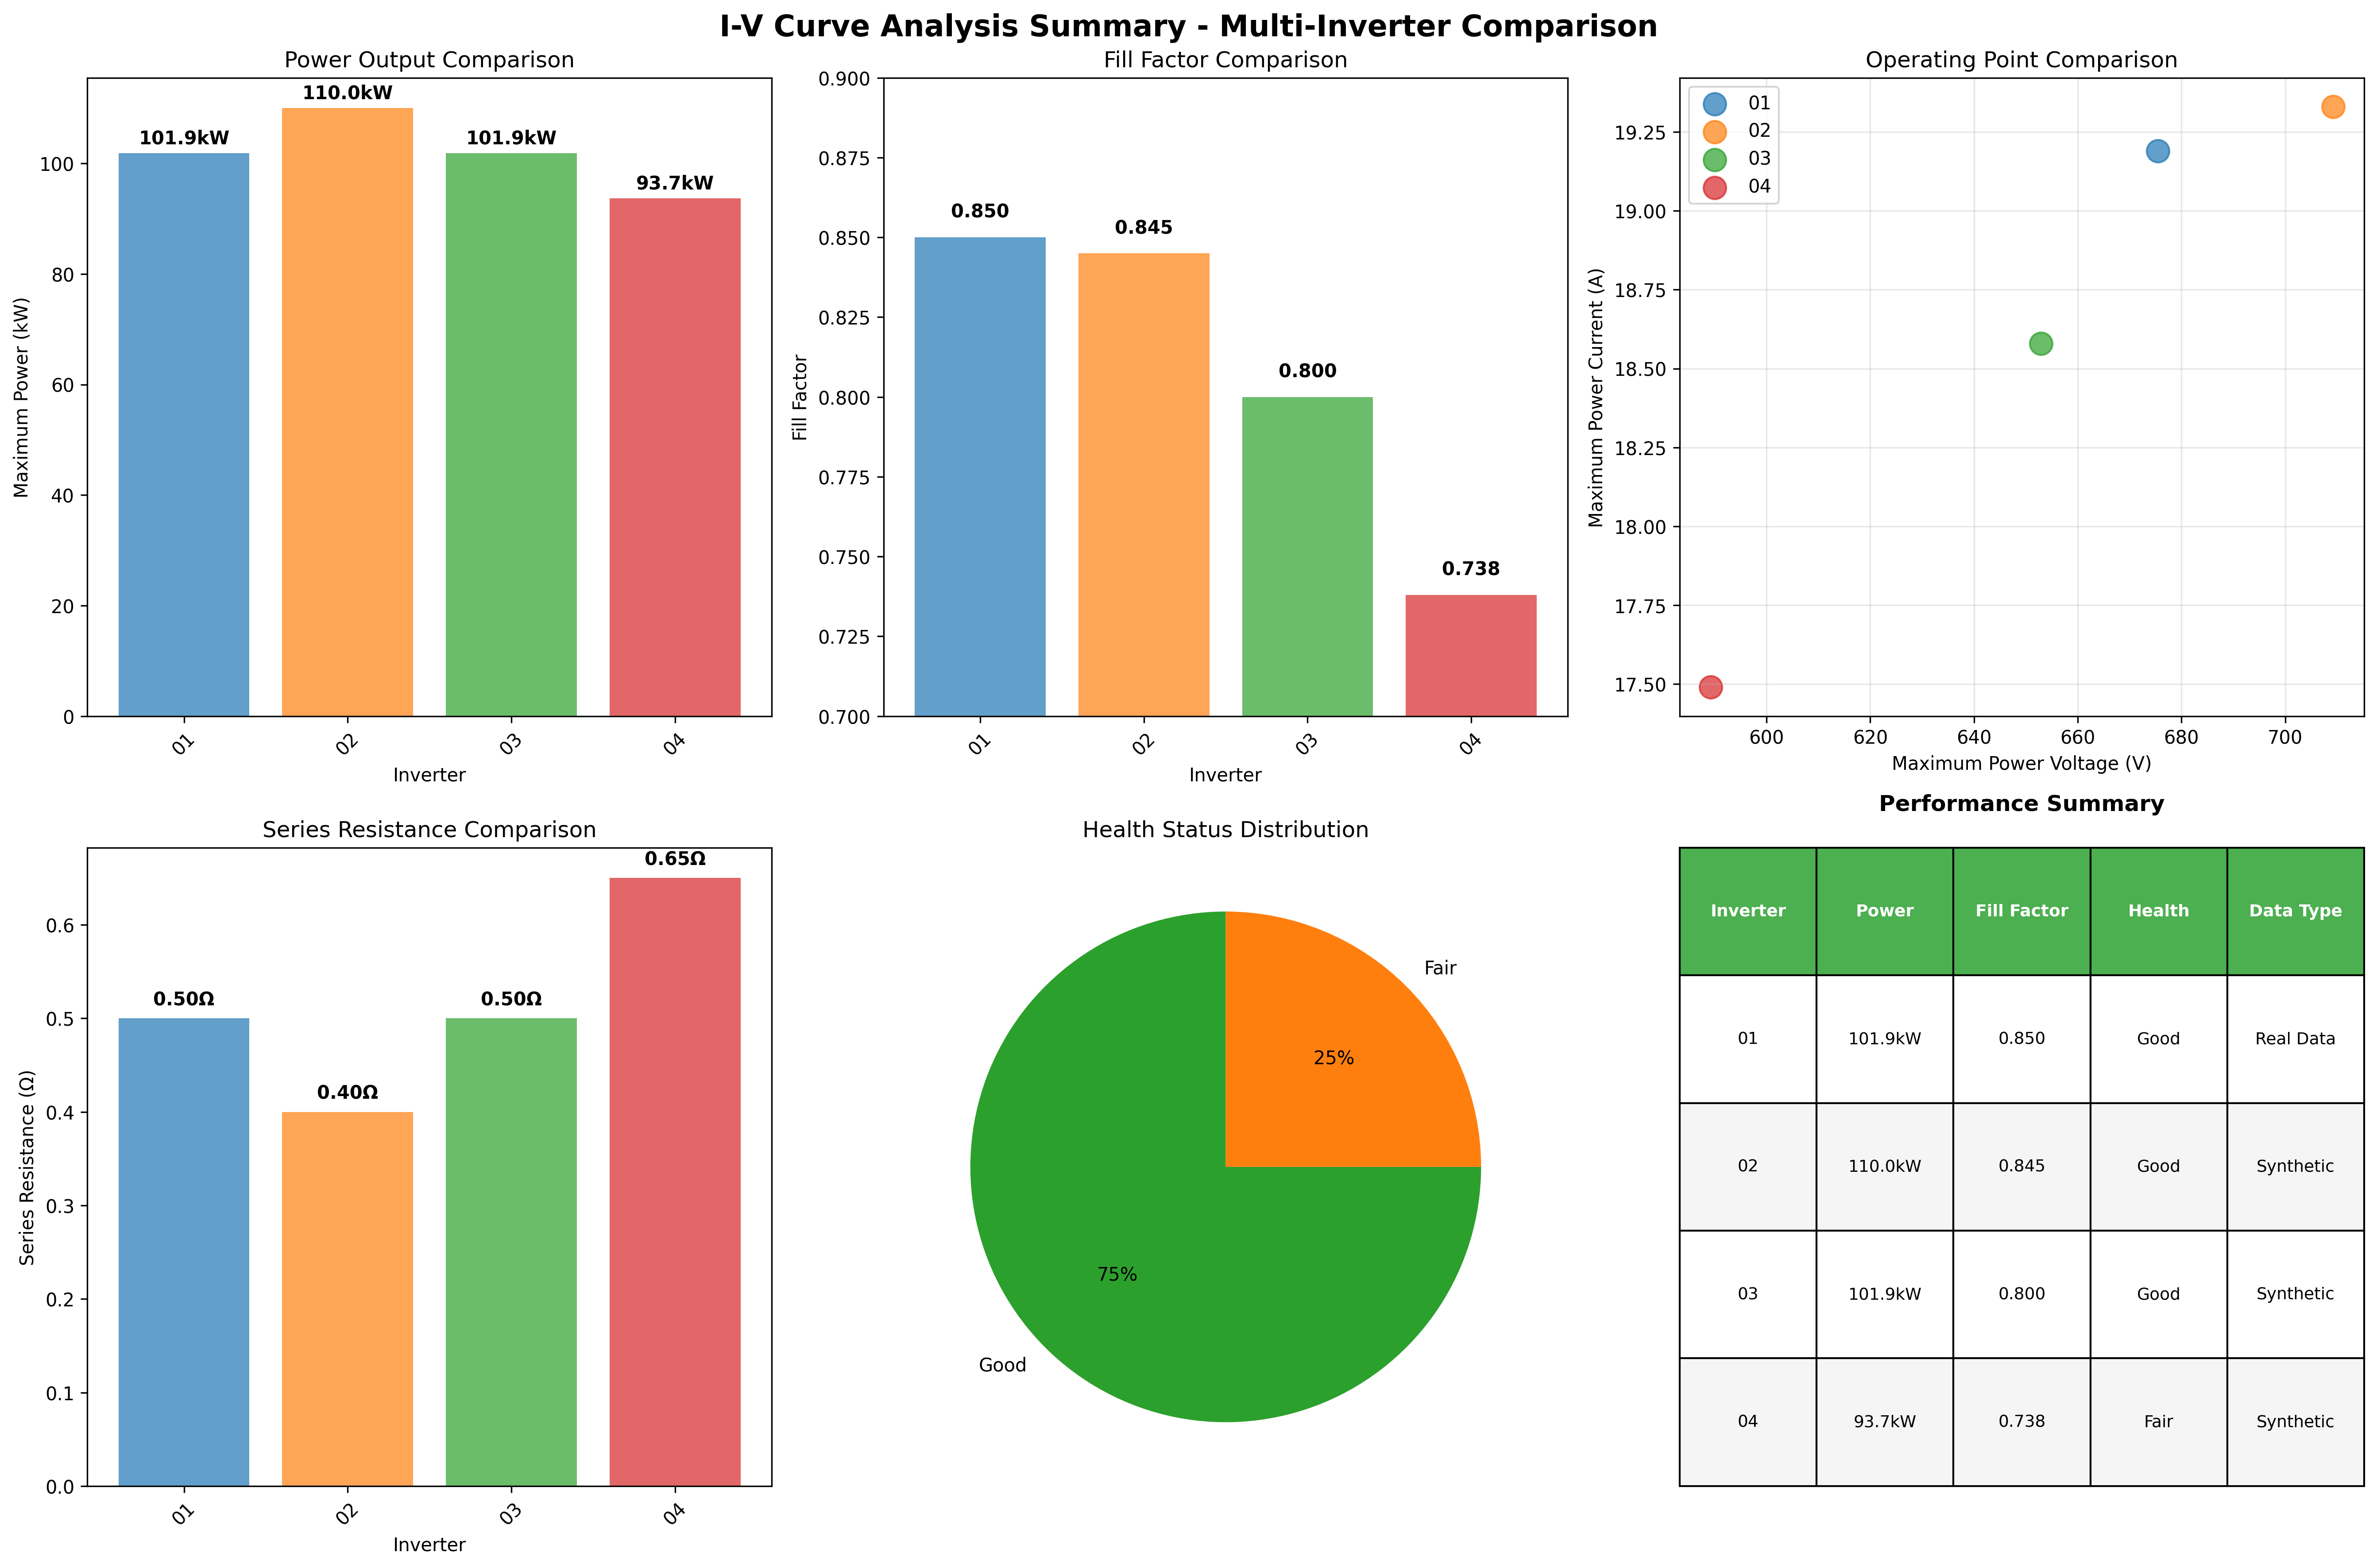 I-V Curve Analysis Summary - Multi-Inverter Comparison
Power Output Comparison
Maximum Power (kW)
0
20
40
60
80
100
101.9kW
110.0kW
101.9kW
93.7kW
01
02
03
04
Inverter
Fill Factor Comparison
Fill Factor
0.900
0.875
0.850
0.825
0.800
0.775
0.750
0.725
0.700
0.850
0.845
0.800
0.738
01
02
03
04
Inverter
Operating Point Comparison
Maximum Power Current (A)
01
02
03
04
19.25
19.00
18.75
18.50
18.25
18.00
17.75
17.50
600
620
640
660
680
700
Maximum Power Voltage (V)
Series Resistance Comparison
Series Resistance (Ω)
0.6
0.5
0.4
0.3
0.2
0.1
0.0
0.50Ω
0.40Ω
0.50Ω
0.65Ω
01
02
03
04
Inverter
Health Status Distribution
Fair
25%
75%
Good
Performance Summary
Inverter Power Fill Factor Health Data Type
01 101.9kW 0.850 Good Real Data
02 110.0kW 0.845 Good Synthetic
03 101.9kW 0.800 Good Synthetic
04 93.7kW 0.738 Fair Synthetic